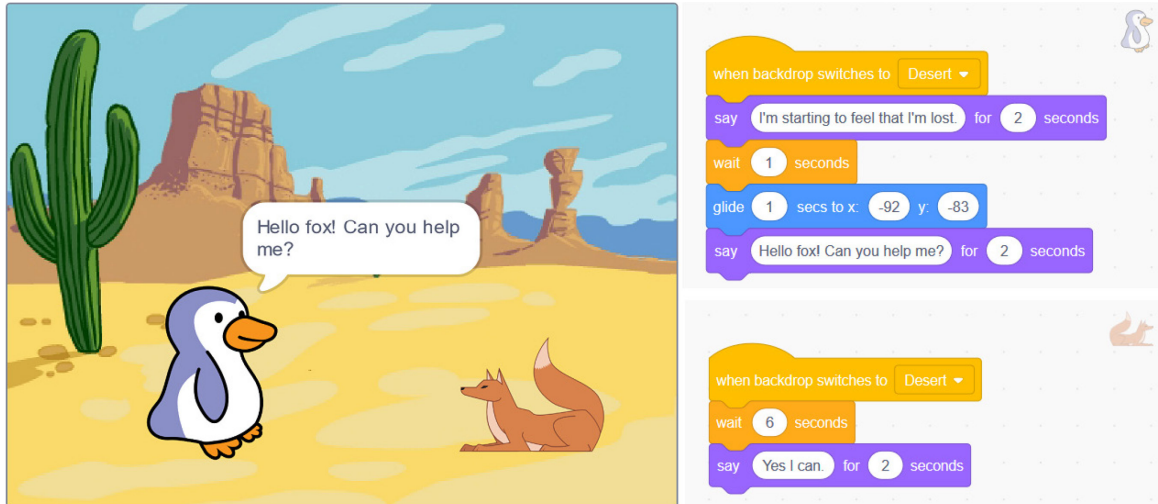 Hello fox! Can you help
me?
when backdrop switches to Desert
say I'm starting to feel that I'm lost. for 2 seconds
wait 1 seconds
glide 1 secs to x: -92 y: -83
say Hello fox! Can you help me? for 2 seconds
when backdrop switches to Desert
wait 6 seconds
say Yes I can. for 2 seconds